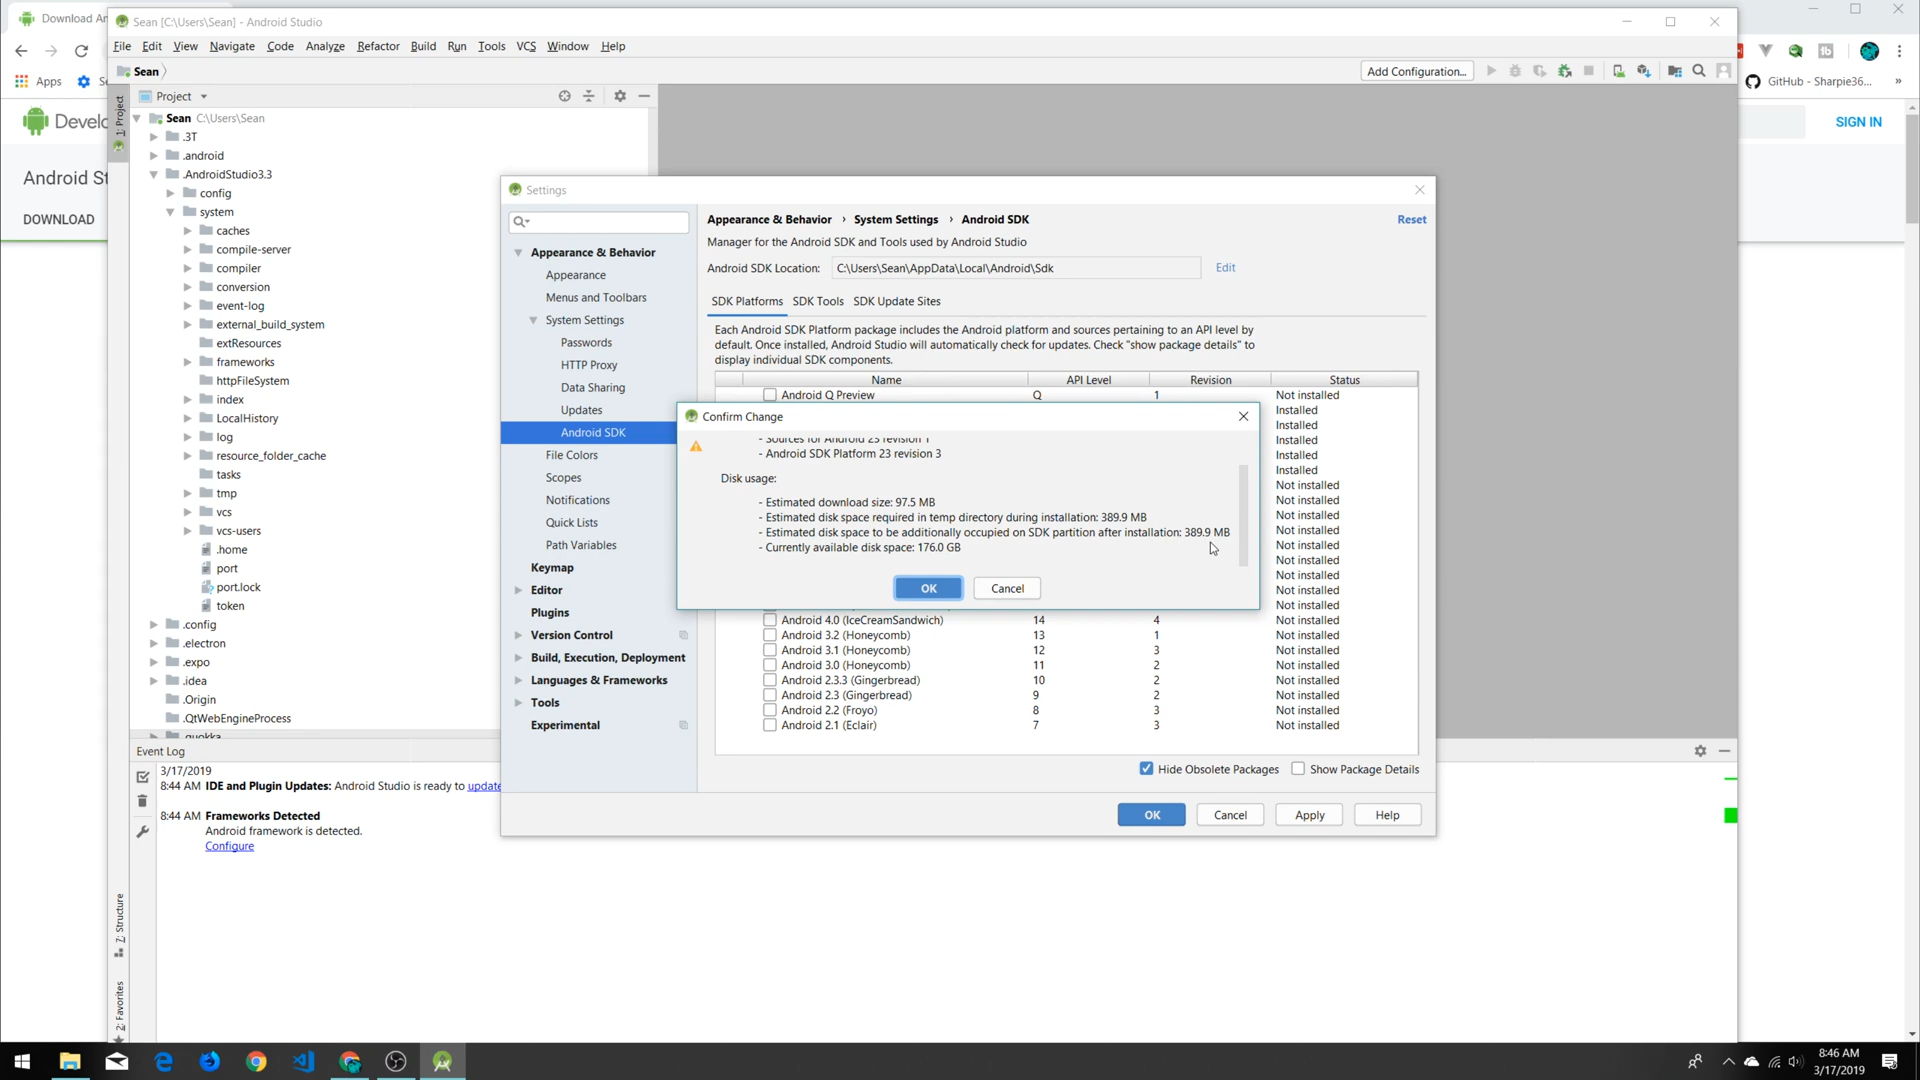 Download An
Sean [C:\Users\Sean] - Android Studio
File Edit View Navigate Code Analyze Refactor Build Run Tools VCS Window Help
Apps
Sean
Add Configuration...
GitHub - Sharpie36...
»
Project
1: Project
Develo
SIGN IN
Android St
DOWNLOAD
Sean C:\Users\Sean
.3T
.android
.AndroidStudio3.3
config
system
caches
compile-server
compiler
conversion
event-log
external_build_system
extResources
frameworks
httpFileSystem
index
LocalHistory
log
resource_folder_cache
tasks
tmp
vcs
vcs-users
.home
port
port.lock
token
.config
.electron
.expo
.idea
.Origin
.QtWebEngineProcess
.quokka
Settings
Appearance & Behavior
Appearance
Menus and Toolbars
System Settings
Passwords
HTTP Proxy
Data Sharing
Updates
Android SDK
File Colors
Scopes
Notifications
Quick Lists
Path Variables
Keymap
Editor
Plugins
Version Control
Build, Execution, Deployment
Languages & Frameworks
Tools
Experimental
Appearance & Behavior › System Settings › Android SDK
Reset
Manager for the Android SDK and Tools used by Android Studio
Android SDK Location: C:\Users\Sean\AppData\Local\Android\Sdk Edit
SDK Platforms SDK Tools SDK Update Sites
Each Android SDK Platform package includes the Android platform and sources pertaining to an API level by
default. Once installed, Android Studio will automatically check for updates. Check "show package details" to
display individual SDK components.
Name API Level Revision Status
Android Q Preview Q 1 Not installed
Installed
Installed
Installed
Installed
Installed
Not installed
Not installed
Not installed
Not installed
Not installed
Not installed
Not installed
Not installed
Not installed
Confirm Change
- Sources for Android 23 revision 1
- Android SDK Platform 23 revision 3
Disk usage:
- Estimated download size: 97.5 MB
- Estimated disk space required in temp directory during installation: 389.9 MB
- Estimated disk space to be additionally occupied on SDK partition after installation: 389.9 MB
- Currently available disk space: 176.0 GB
OK Cancel
Android 4.0 (IceCreamSandwich) 14 4 Not installed
Android 3.2 (Honeycomb) 13 1 Not installed
Android 3.1 (Honeycomb) 12 3 Not installed
Android 3.0 (Honeycomb) 11 2 Not installed
Android 2.3.3 (Gingerbread) 10 2 Not installed
Android 2.3 (Gingerbread) 9 2 Not installed
Android 2.2 (Froyo) 8 3 Not installed
Android 2.1 (Eclair) 7 3 Not installed
Hide Obsolete Packages Show Package Details
OK Cancel Apply Help
Event Log
3/17/2019
8:44 AM IDE and Plugin Updates: Android Studio is ready to update
8:44 AM Frameworks Detected
Android framework is detected.
Configure
7: Structure
2: Favorites
8:46 AM
3/17/2019